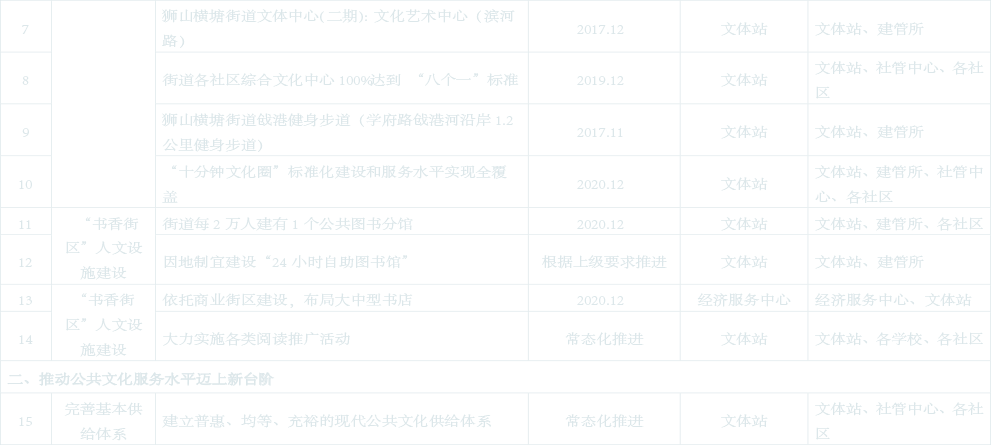 7 狮山横塘街道文体中心(二期): 文化艺术中心（滨河 2017.12 文体站 文体站、建管所
路）
8 街道各社区综合文化中心 100%达到 “八个一”标准 2019.12 文体站 文体站、社管中心、各社
区
9 狮山横塘街道越港健身步道（学府路越港河沿岸 1.2 2017.11 文体站 文体站、建管所
公里健身步道）
10 “十分钟文化圈”标准化建设和服务水平实现全覆 2020.12 文体站 文体站、建管所、社管中
盖 心、各社区
11 “书香街 街道每 2 万人建有 1 个公共图书分馆 2020.12 文体站 文体站、建管所、各社区
区”人文设
施建设
12 因地制宜建设“24 小时自助图书馆” 根据上级要求推进 文体站 文体站、建管所
13 “书香街 依托商业街区建设，布局大中型书店 2020.12 经济服务中心 经济服务中心、文体站
区”人文设
施建设
14 大力实施各类阅读推广活动 常态化推进 文体站 文体站、各学校、各社区
二、推动公共文化服务水平迈上新台阶
15 完善基本供 建立普惠、均等、充裕的现代公共文化供给体系 常态化推进 文体站 文体站、社管中心、各社
给体系 区